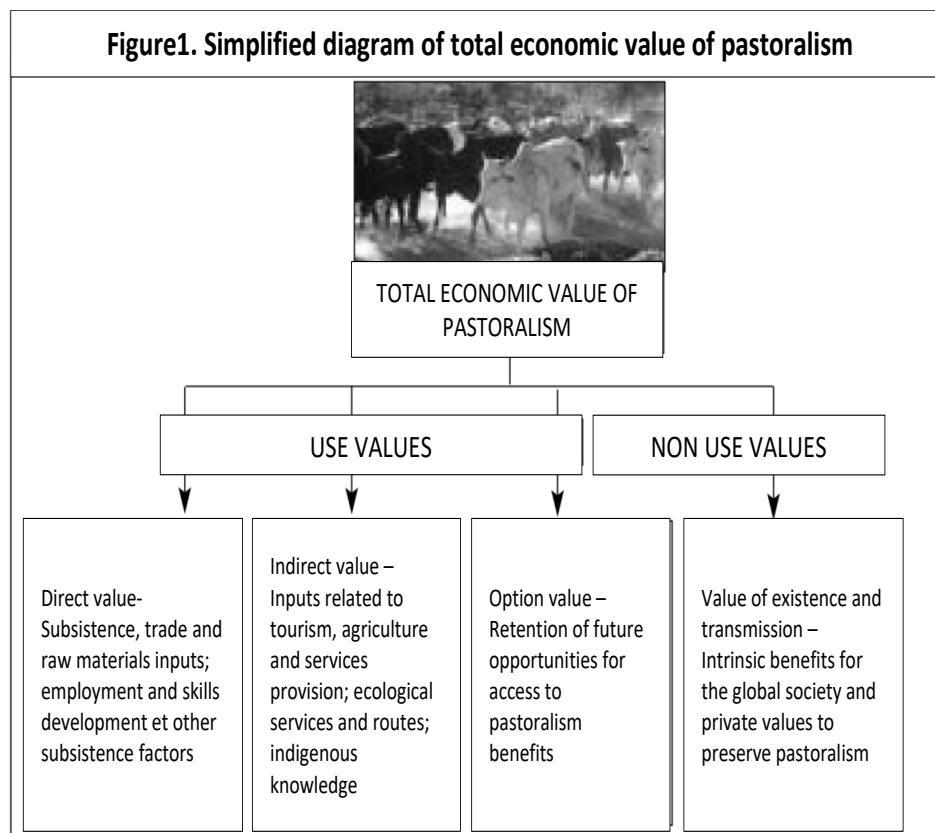 Figure1. Simplified diagram of total economic value of pastoralism
TOTAL ECONOMIC VALUE OF
PASTORALISM
USE VALUES
NON USE VALUES
Direct value-
Subsistence, trade and
raw materials inputs;
employment and skills
development et other
subsistence factors
Indirect value –
Inputs related to
tourism, agriculture
and services
provision; ecological
services and routes;
indigenous
knowledge
Option value –
Retention of future
opportunities for
access to
pastoralism
benefits
Value of existence and
transmission –
Intrinsic benefits for
the global society and
private values to
preserve pastoralism